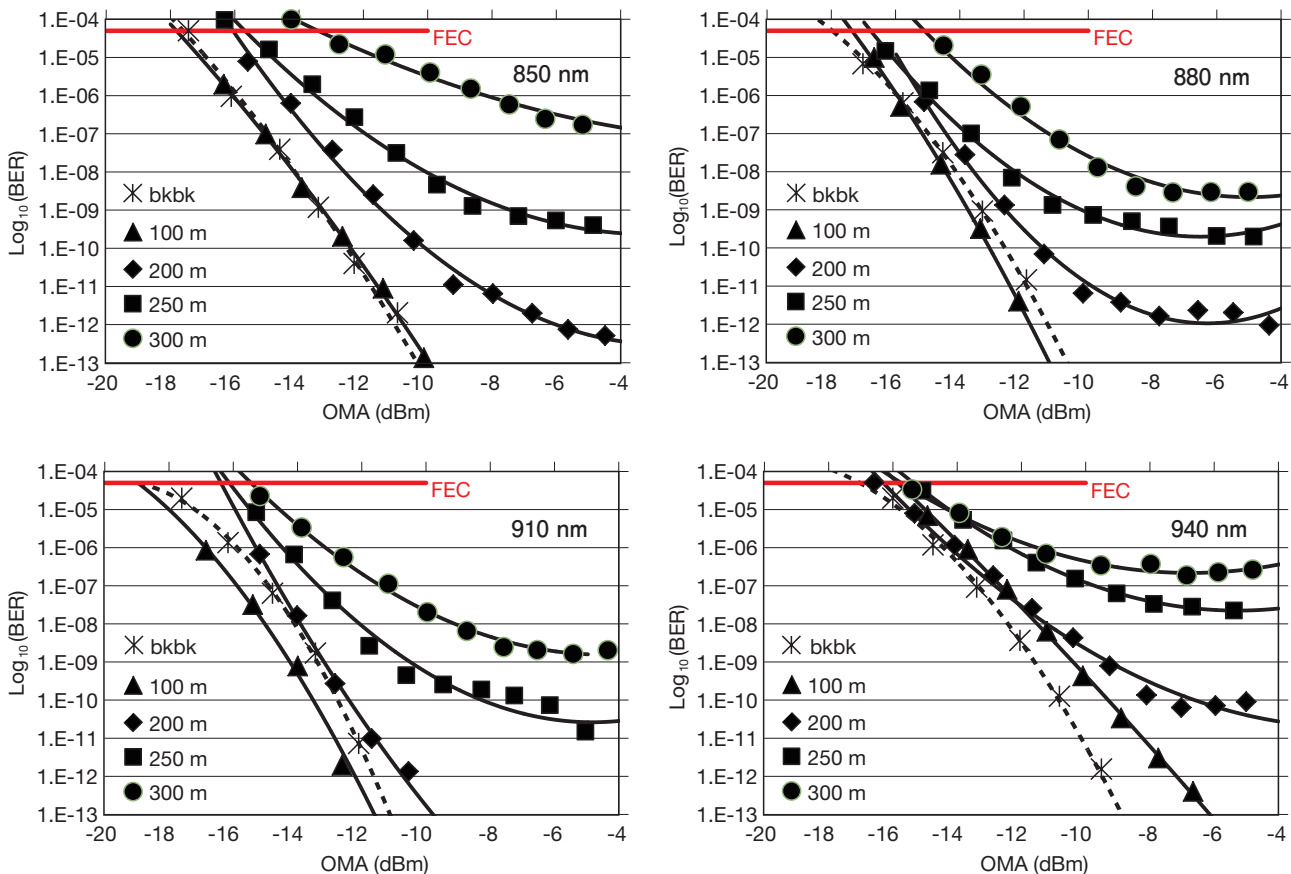 1.E-04
1.E-05
1.E-06
1.E-07
1.E-08
1.E-09
1.E-10
1.E-11
1.E-12
1.E-13
Log10(BER)
FEC
850 nm
bkbk
100 m
200 m
250 m
300 m
-20 -18 -16 -14 -12 -10 -8 -6 -4
OMA (dBm)
1.E-04
1.E-05
1.E-06
1.E-07
1.E-08
1.E-09
1.E-10
1.E-11
1.E-12
1.E-13
Log10(BER)
FEC
880 nm
bkbk
100 m
200 m
250 m
300 m
-20 -18 -16 -14 -12 -10 -8 -6 -4
OMA (dBm)
1.E-04
1.E-05
1.E-06
1.E-07
1.E-08
1.E-09
1.E-10
1.E-11
1.E-12
1.E-13
Log10(BER)
FEC
910 nm
bkbk
100 m
200 m
250 m
300 m
-20 -18 -16 -14 -12 -10 -8 -6 -4
OMA (dBm)
1.E-04
1.E-05
1.E-06
1.E-07
1.E-08
1.E-09
1.E-10
1.E-11
1.E-12
1.E-13
Log10(BER)
FEC
940 nm
bkbk
100 m
200 m
250 m
300 m
-20 -18 -16 -14 -12 -10 -8 -6 -4
OMA (dBm)